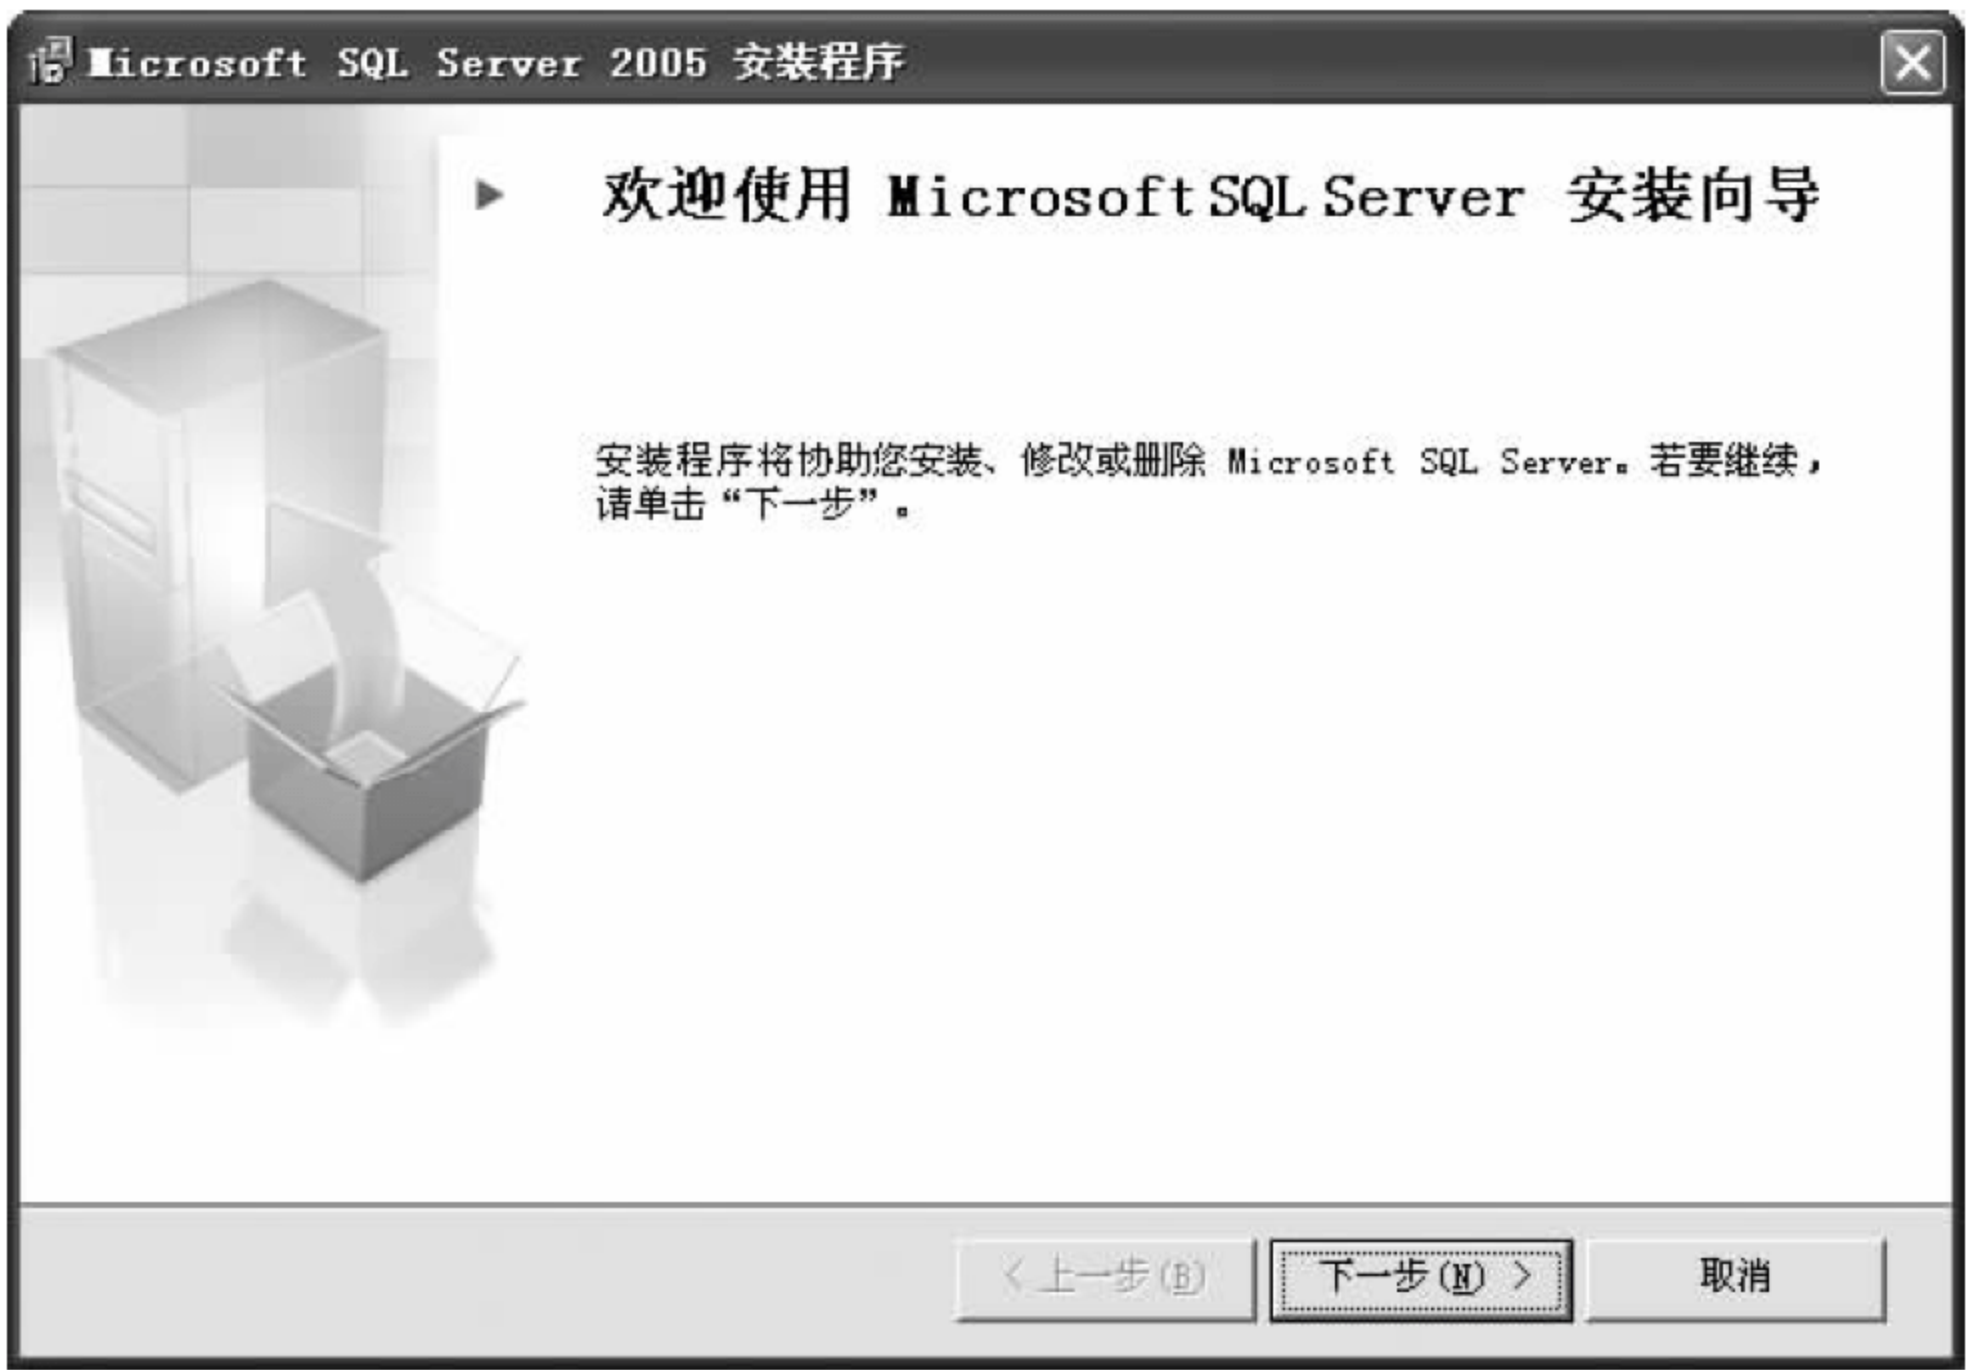 Microsoft SQL Server 2005 安装程序
欢迎使用 Microsoft SQL Server 安装向导
安装程序将协助您安装、修改或删除 Microsoft SQL Server。若要继续，
请单击“下一步”。
< 上一步(B)
下一步(N) >
取消